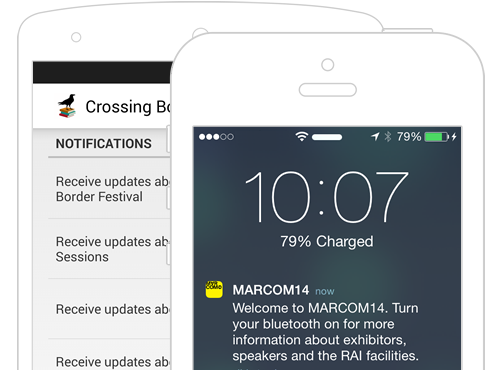 Crossing Bo
NOTIFICATIONS
Receive updates ab
Border Festival
Receive updates ab
Sessions
Receive updates ab
Receive updates ab
79%
10:07
79% Charged
MARCOM14 now
Welcome to MARCOM14. Turn
your bluetooth on for more
information about exhibitors,
speakers and the RAI facilities.